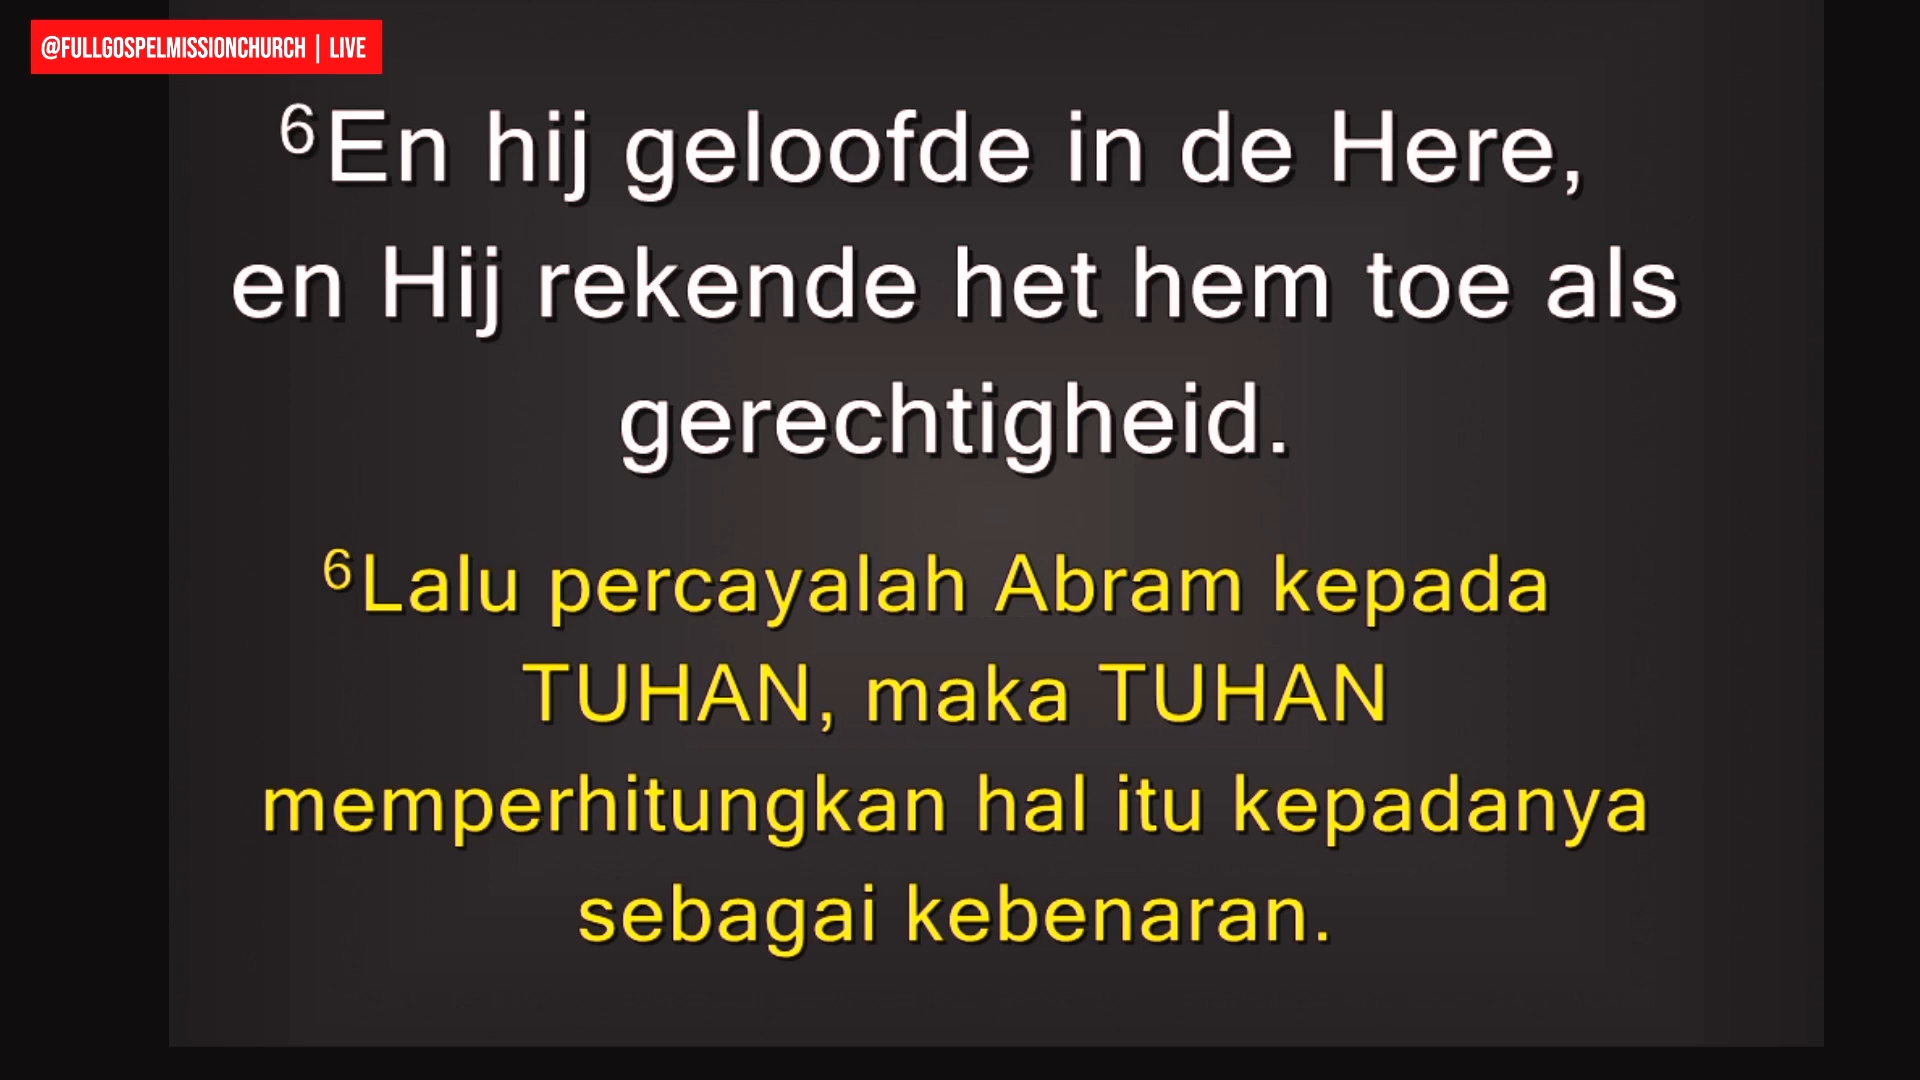 @FULLGOSPELMISSIONCHURCH | LIVE
⁶En hij geloofde in de Here,
en Hij rekende het hem toe als
gerechtigheid.
⁶Lalu percayalah Abram kepada
TUHAN, maka TUHAN
memperhitungkan hal itu kepadanya
sebagai kebenaran.